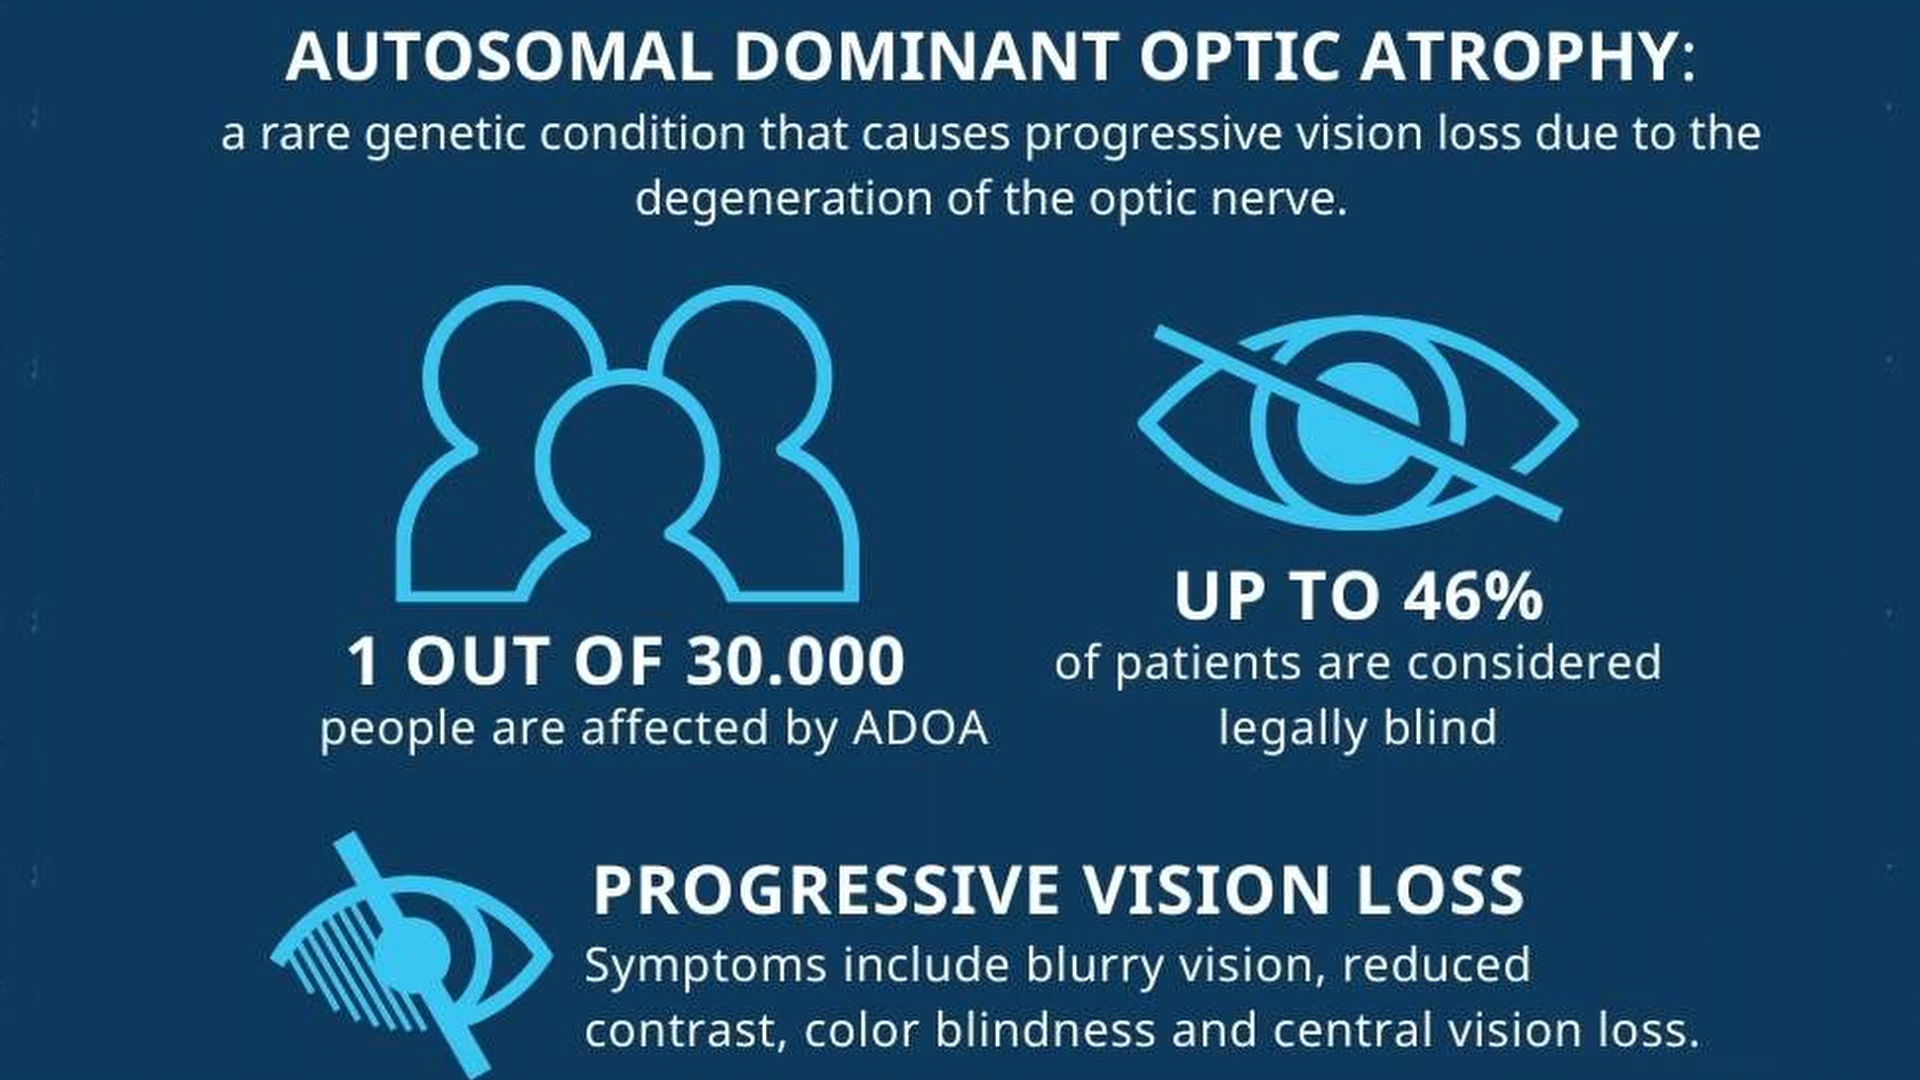 AUTOSOMAL DOMINANT OPTIC ATROPHY:
a rare genetic condition that causes progressive vision loss due to the
degeneration of the optic nerve.
1 OUT OF 30.000
people are affected by ADOA
UP TO 46%
of patients are considered
legally blind
PROGRESSIVE VISION LOSS
Symptoms include blurry vision, reduced
contrast, color blindness and central vision loss.